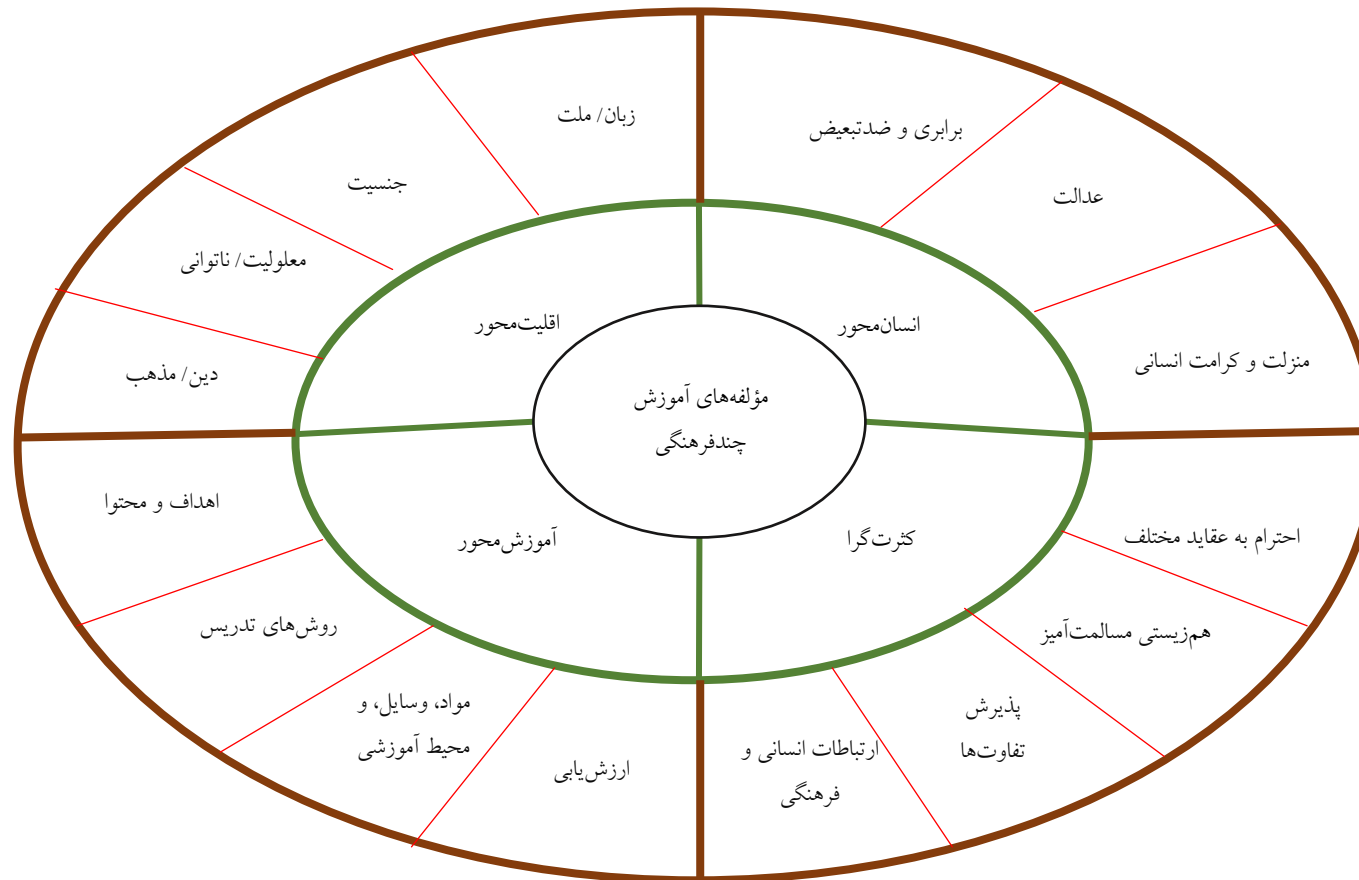 زبان/ ملت
برابری و ضدتبعیض
جنسیت
عدالت
معلولیت/ ناتوانی
دین/ مذهب
منزلت و کرامت انسانی
اقلیت‌محور
انسان‌محور
مؤلفه‌های آموزش
چندفرهنگی
آموزش‌محور
کثرت‌گرا
اهداف و محتوا
احترام به عقاید مختلف
روش‌های تدریس
هم‌زیستی مسالمت‌آمیز
مواد، وسایل، و
محیط آموزشی
پذیرش
تفاوت‌ها
ارزش‌یابی
ارتباطات انسانی و
فرهنگی